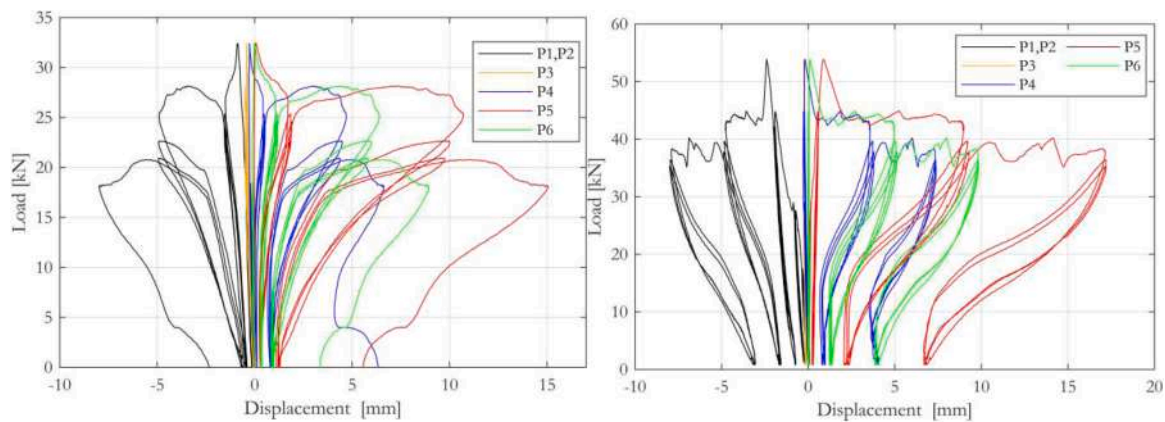 35
30
25
20
15
10
5
0
Load [kN]
-10 -5 0 5 10 15
Displacement [mm]
P1,P2
P3
P4
P5
P6
60
50
40
30
20
10
0
Load [kN]
-10 -5 0 5 10 15 20
Displacement [mm]
P1,P2 P5
P3 P6
P4